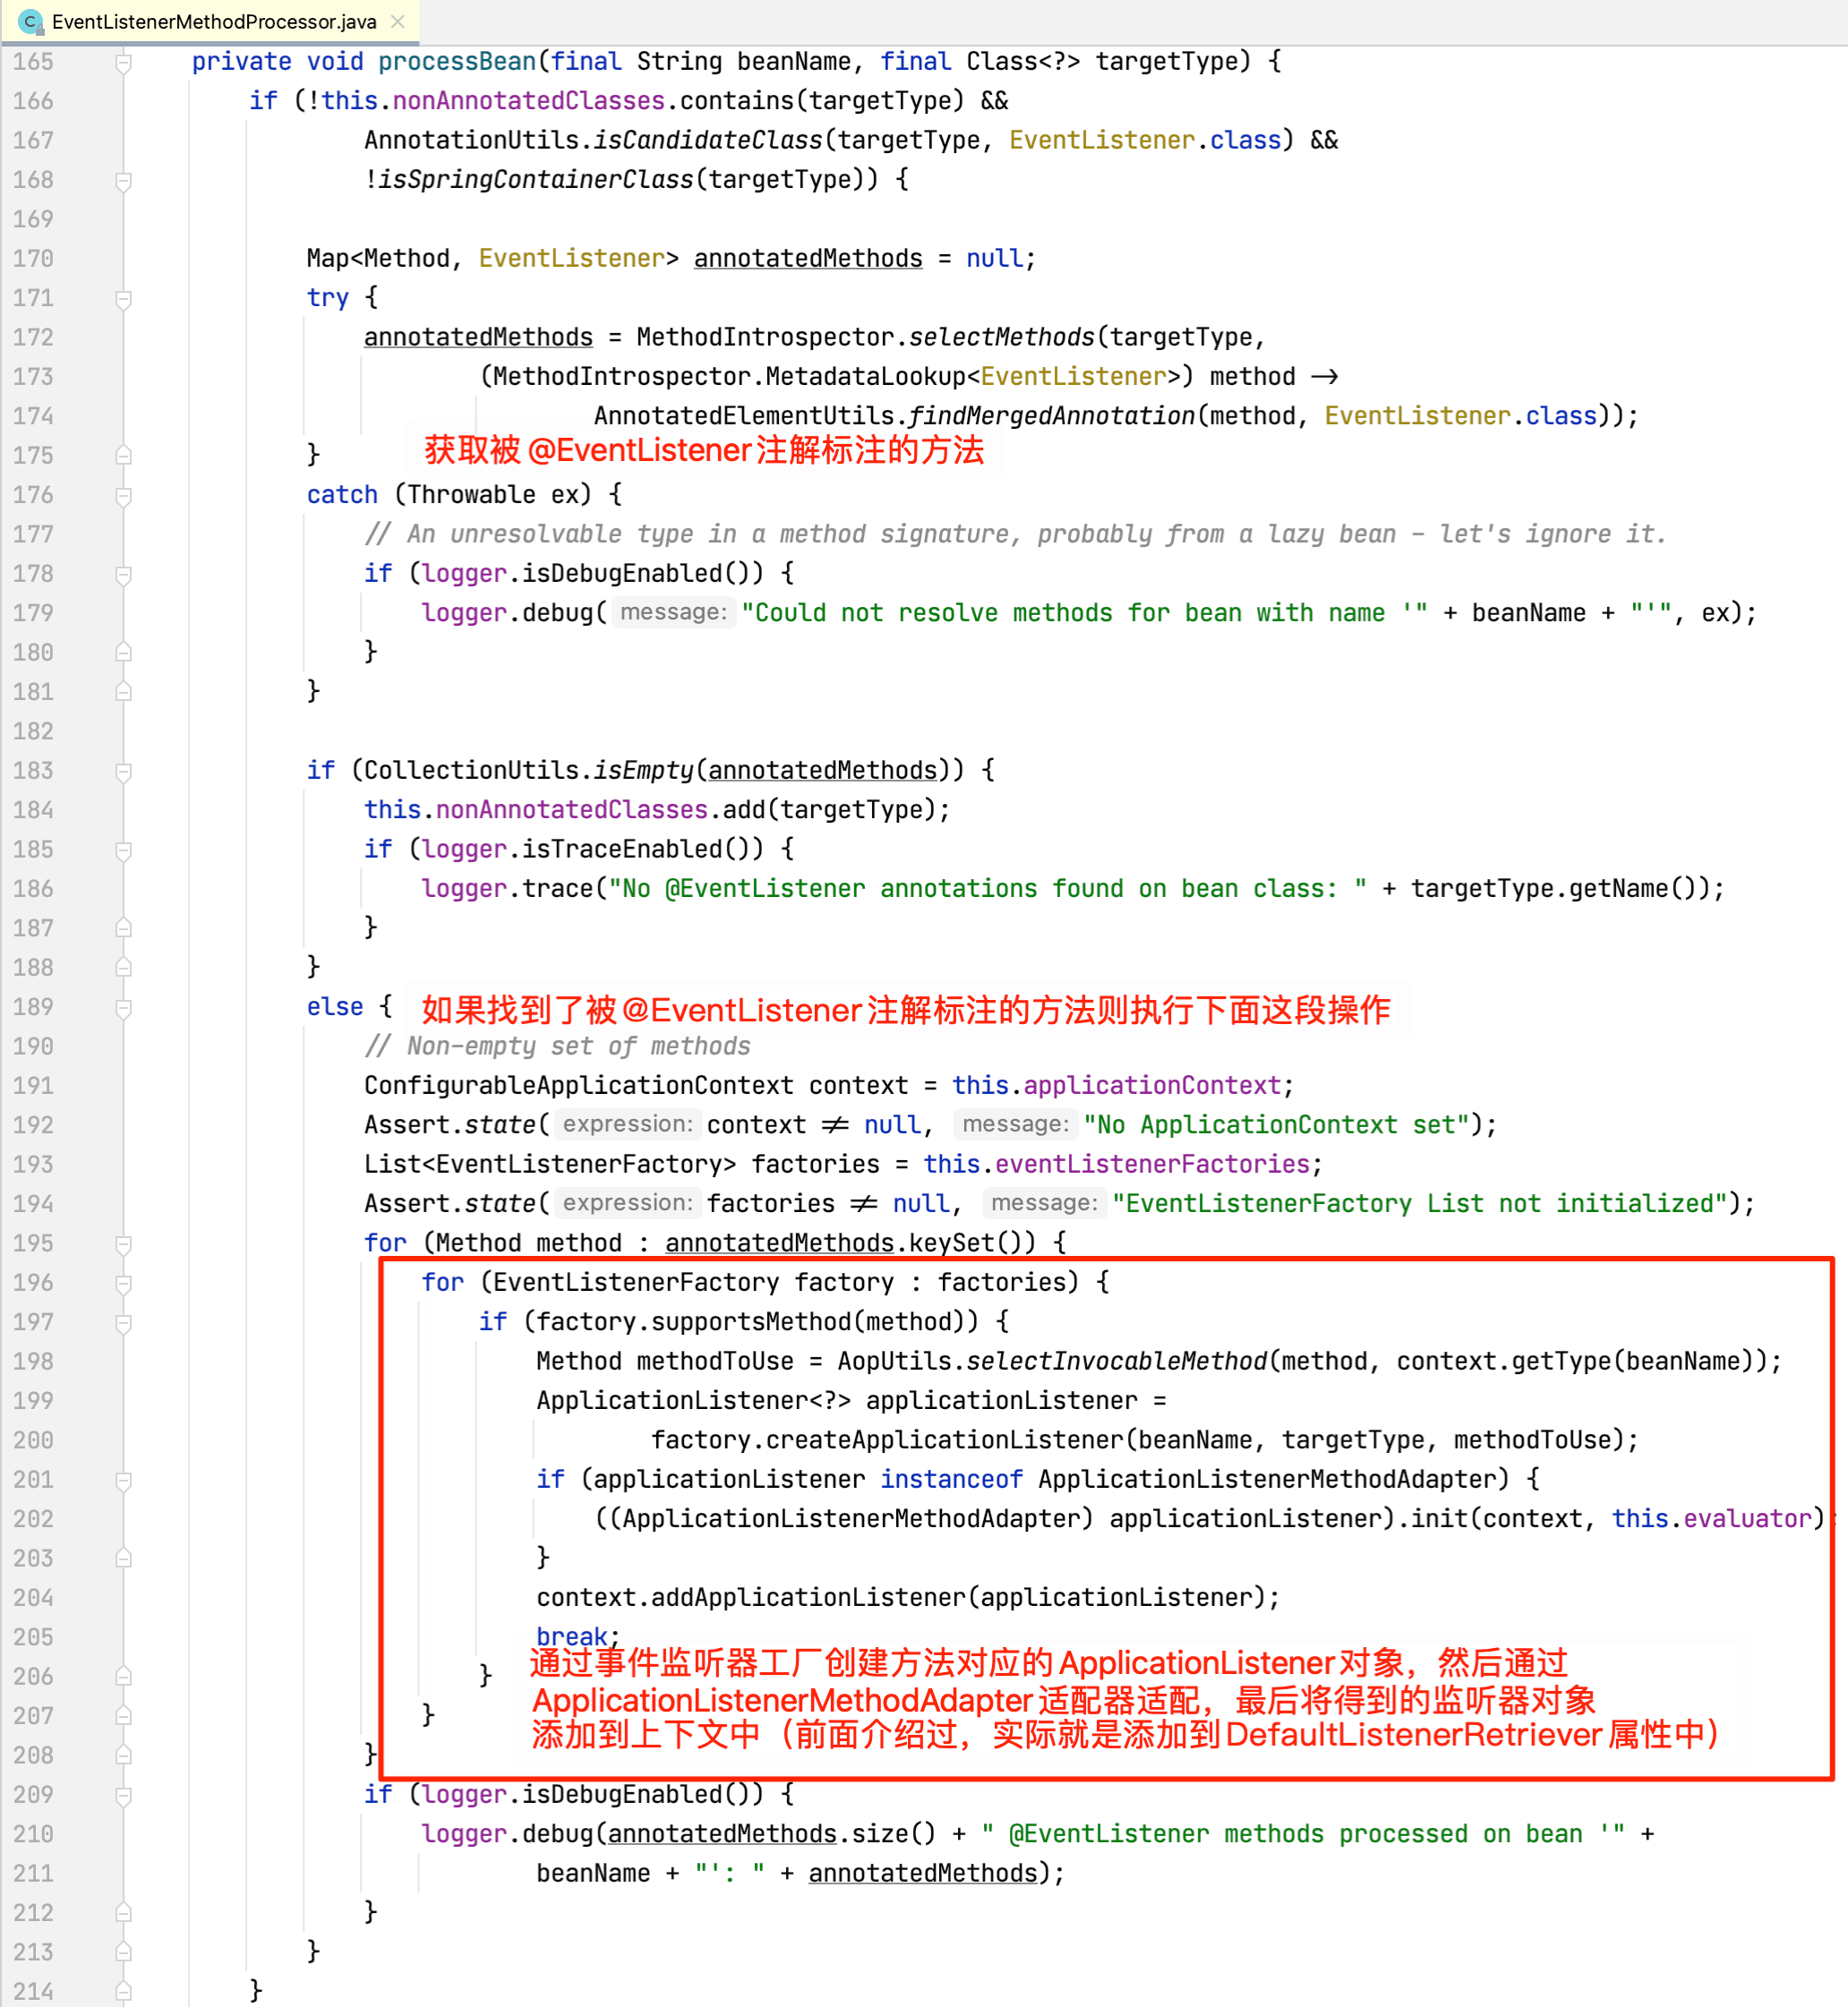 EventListenerMethodProcessor.java
165 private void processBean(final String beanName, final Class<?> targetType) {
166 if (!this.nonAnnotatedClasses.contains(targetType) &&
167 AnnotationUtils.isCandidateClass(targetType, EventListener.class) &&
168 !isSpringContainerClass(targetType)) {
169
170 Map<Method, EventListener> annotatedMethods = null;
171 try {
172 annotatedMethods = MethodIntrospector.selectMethods(targetType,
173 (MethodIntrospector.MetadataLookup<EventListener>) method ->
174 AnnotatedElementUtils.findMergedAnnotation(method, EventListener.class));
175 } 获取被@EventListener注解标注的方法
176 catch (Throwable ex) {
177 // An unresolvable type in a method signature, probably from a lazy bean - let's ignore it.
178 if (logger.isDebugEnabled()) {
179 logger.debug( message: "Could not resolve methods for bean with name '" + beanName + "'", ex);
180 }
181 }
182
183 if (CollectionUtils.isEmpty(annotatedMethods)) {
184 this.nonAnnotatedClasses.add(targetType);
185 if (logger.isTraceEnabled()) {
186 logger.trace("No @EventListener annotations found on bean class: " + targetType.getName());
187 }
188 }
189 else { 如果找到了被@EventListener注解标注的方法则执行下面这段操作
190 // Non-empty set of methods
191 ConfigurableApplicationContext context = this.applicationContext;
192 Assert.state( expression: context != null, message: "No ApplicationContext set");
193 List<EventListenerFactory> factories = this.eventListenerFactories;
194 Assert.state( expression: factories != null, message: "EventListenerFactory List not initialized");
195 for (Method method : annotatedMethods.keySet()) {
196 for (EventListenerFactory factory : factories) {
197 if (factory.supportsMethod(method)) {
198 Method methodToUse = AopUtils.selectInvocableMethod(method, context.getType(beanName));
199 ApplicationListener<?> applicationListener =
200 factory.createApplicationListener(beanName, targetType, methodToUse);
201 if (applicationListener instanceof ApplicationListenerMethodAdapter) {
202 ((ApplicationListenerMethodAdapter) applicationListener).init(context, this.evaluator);
203 }
204 context.addApplicationListener(applicationListener);
205 break;
206 } 通过事件监听器工厂创建方法对应的ApplicationListener对象，然后通过
207 } ApplicationListenerMethodAdapter适配器适配，最后将得到的监听器对象
添加到上下文中（前面介绍过，实际就是添加到DefaultListenerRetriever属性中）
208 }
209 if (logger.isDebugEnabled()) {
210 logger.debug(annotatedMethods.size() + " @EventListener methods processed on bean '" +
211 beanName + "': " + annotatedMethods);
212 }
213 }
214 }